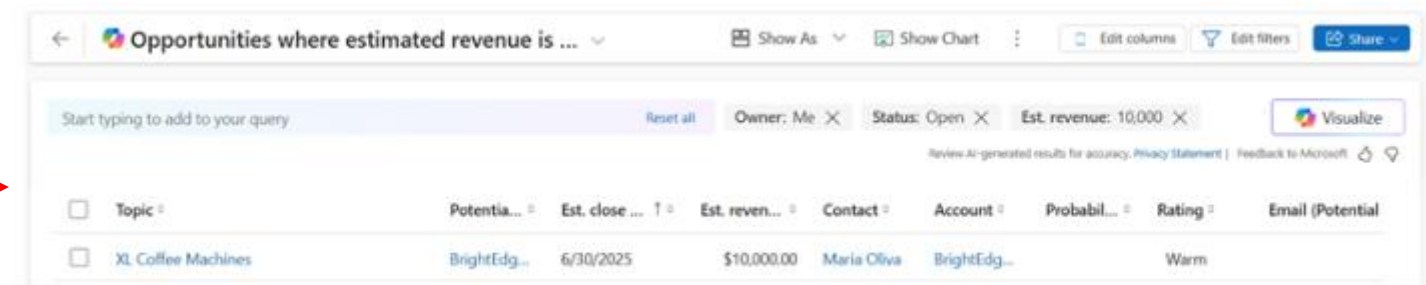 Opportunities where estimated revenue is ... Show As Show Chart Edit columns Edit filters Share
Start typing to add to your query Reset all Owner: Me Status: Open Est. revenue: 10,000 Visualize
Review AI-generated results for accuracy. Privacy Statement | Feedback to Microsoft
Topic Potentia... Est. close ... Est. reven... Contact Account Probabil... Rating Email (Potential
XL Coffee Machines BrightEdg... 6/30/2025 $10,000.00 Maria Oliva BrightEdg... Warm